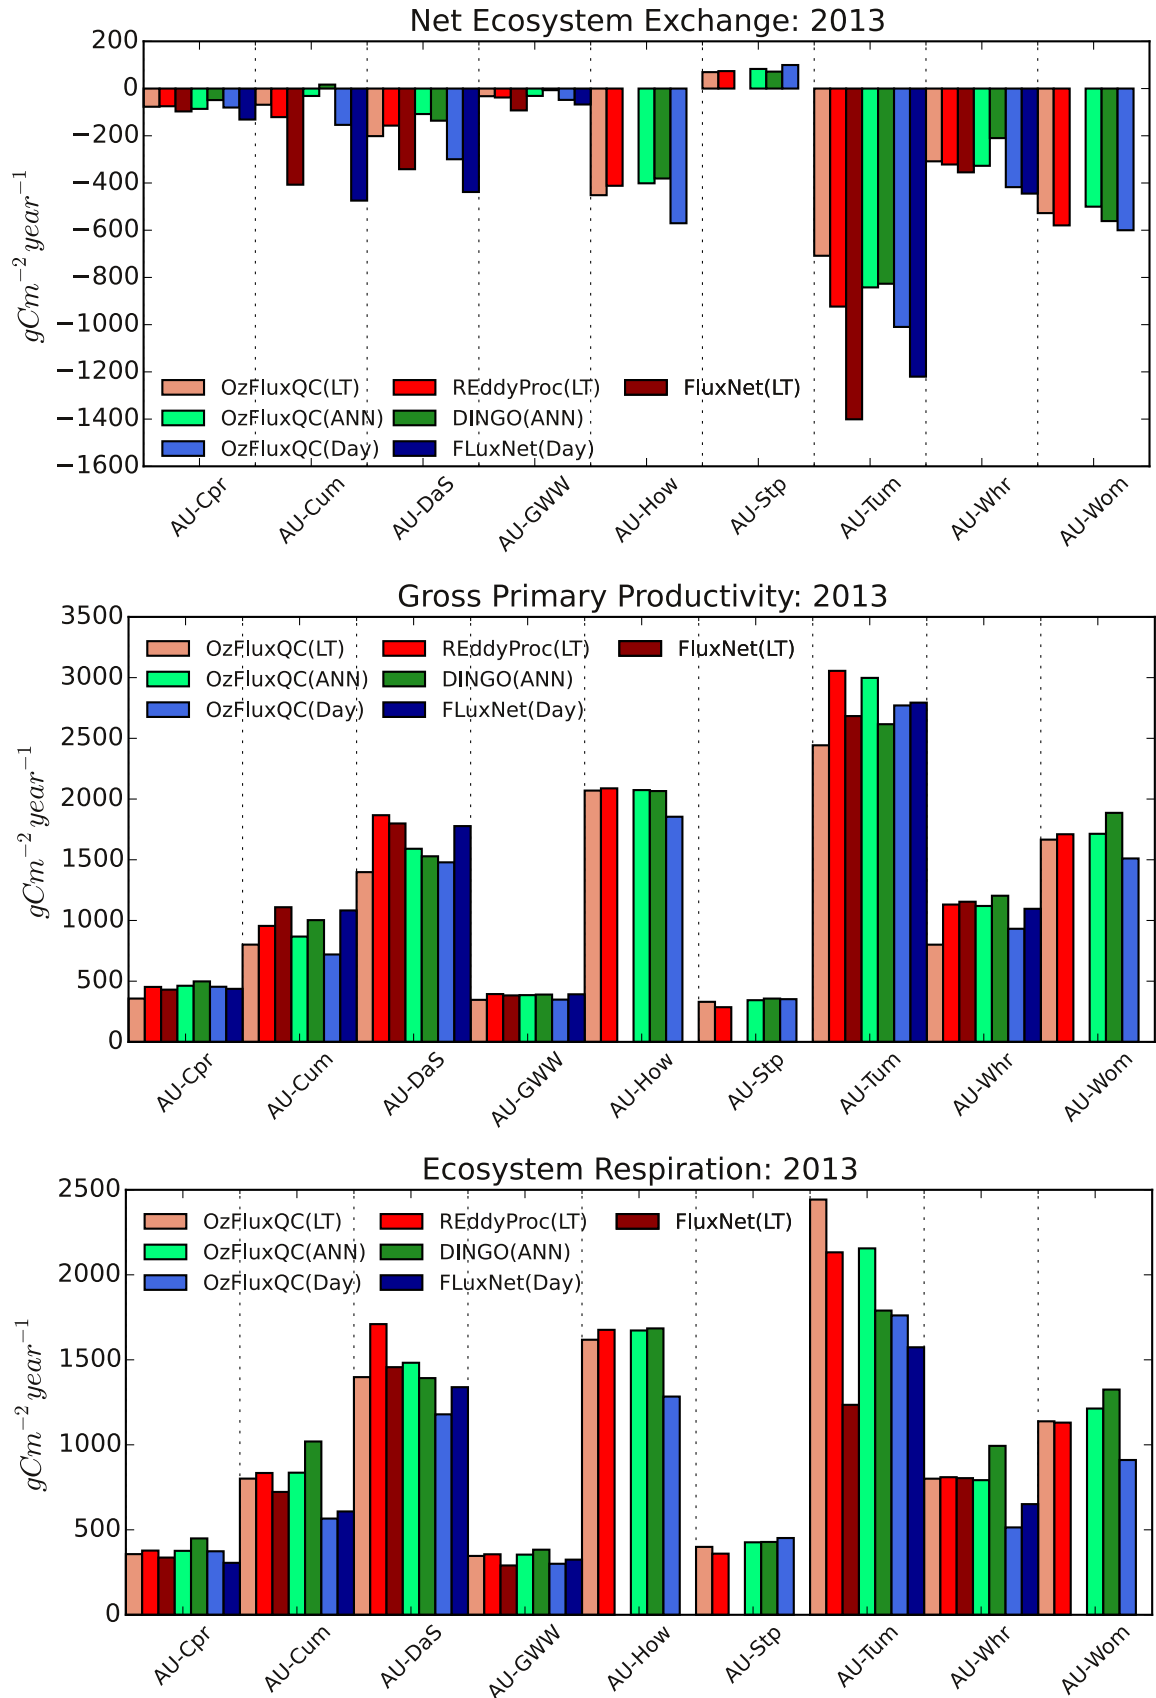 Net Ecosystem Exchange: 2013
200
0
−200
−400
−600
−800
−1000
−1200
−1400
−1600
gCm⁻² year⁻¹
OzFluxQC(LT) REddyProc(LT) FluxNet(LT)
OzFluxQC(ANN) DINGO(ANN)
OzFluxQC(Day) FLuxNet(Day)
AU-Cpr AU-Cum AU-DaS AU-GWW AU-How AU-Stp AU-Tum AU-Whr AU-Wom
Gross Primary Productivity: 2013
3500
3000
2500
2000
1500
1000
500
0
gCm⁻² year⁻¹
OzFluxQC(LT) REddyProc(LT) FluxNet(LT)
OzFluxQC(ANN) DINGO(ANN)
OzFluxQC(Day) FLuxNet(Day)
AU-Cpr AU-Cum AU-DaS AU-GWW AU-How AU-Stp AU-Tum AU-Whr AU-Wom
Ecosystem Respiration: 2013
2500
2000
1500
1000
500
0
gCm⁻² year⁻¹
OzFluxQC(LT) REddyProc(LT) FluxNet(LT)
OzFluxQC(ANN) DINGO(ANN)
OzFluxQC(Day) FLuxNet(Day)
AU-Cpr AU-Cum AU-DaS AU-GWW AU-How AU-Stp AU-Tum AU-Whr AU-Wom